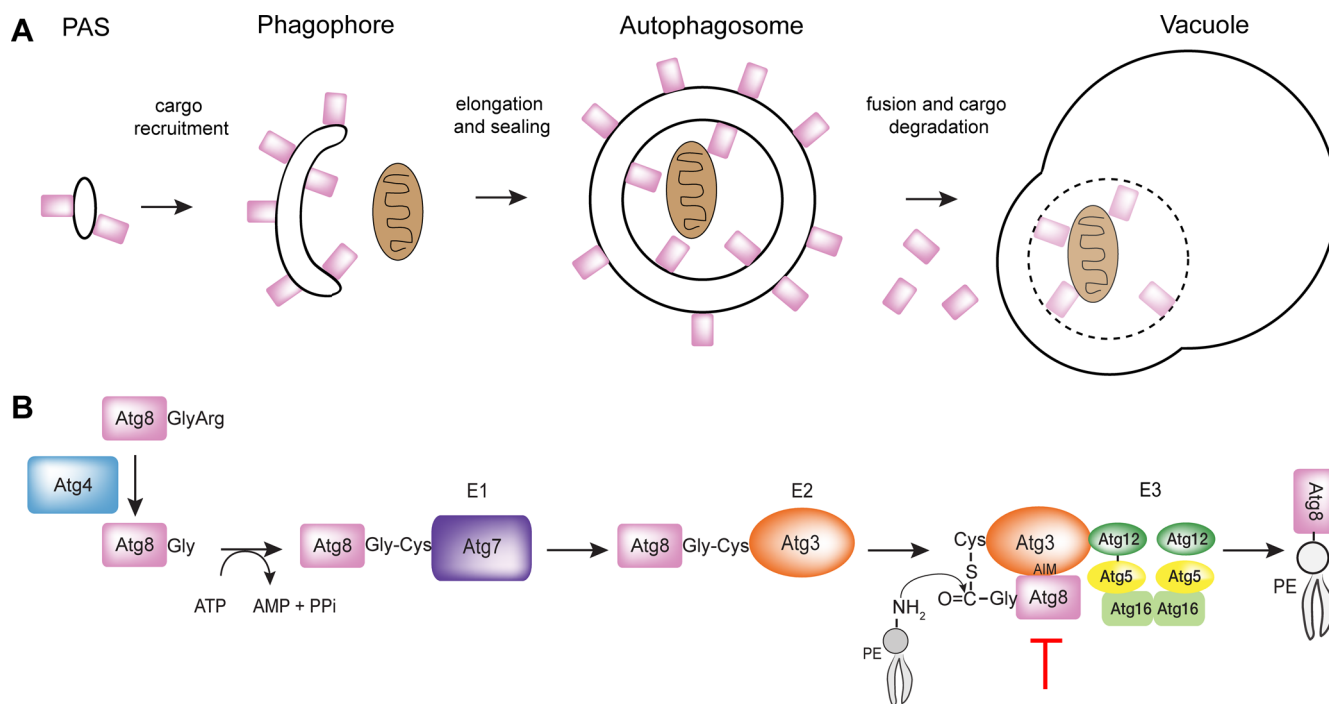 A
PAS
Phagophore
Autophagosome
Vacuole
cargo
recruitment
elongation
and sealing
fusion and cargo
degradation
B
Atg8 GlyArg
Atg4
Atg8 Gly
ATP
AMP + PPi
E1
Atg8 Gly-Cys Atg7
E2
Atg8 Gly-Cys Atg3
E3
Cys Atg3 Atg12 Atg12
S
AIM
Atg5 Atg5
O=C-Gly Atg8
Atg16 Atg16
NH2
PE
Atg8
PE